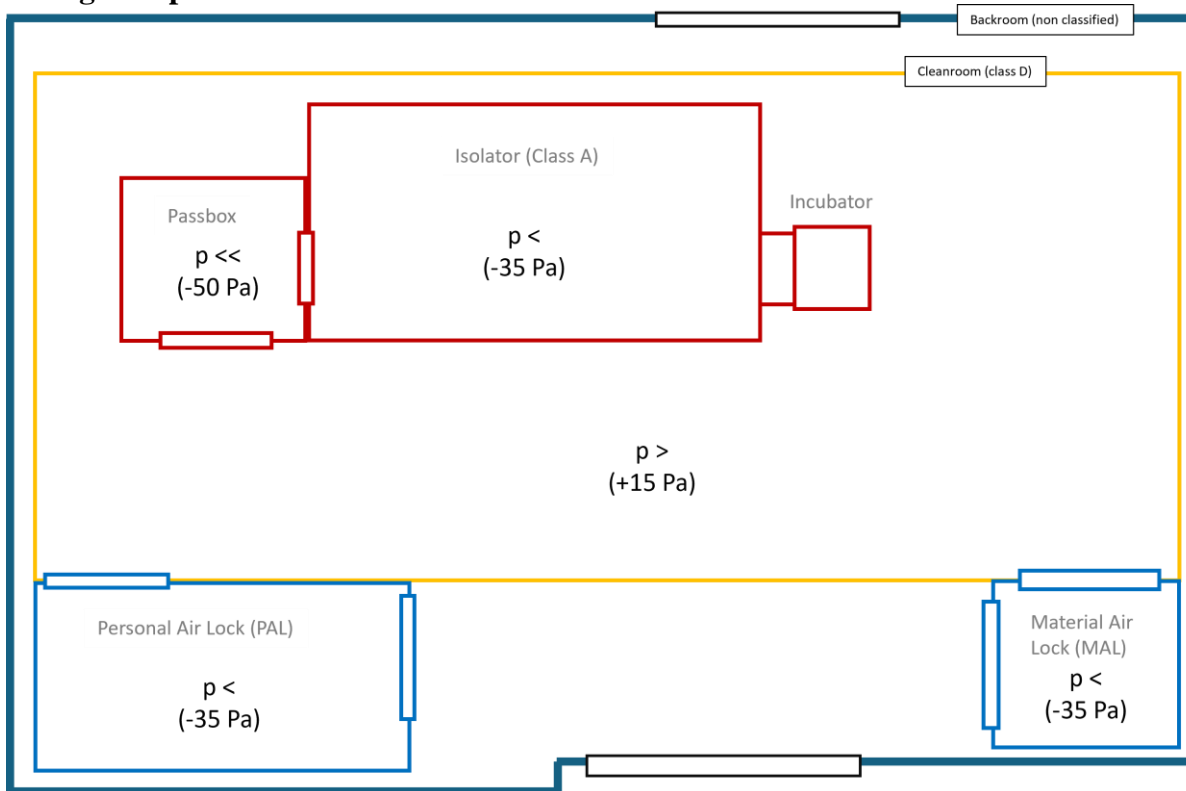 Backroom (non classified)
Cleanroom (class D)
Isolator (Class A)
Incubator
Passbox
p <<
(-50 Pa)
p <
(-35 Pa)
p >
(+15 Pa)
Personal Air Lock (PAL)
p <
(-35 Pa)
Material Air
Lock (MAL)
p <
(-35 Pa)